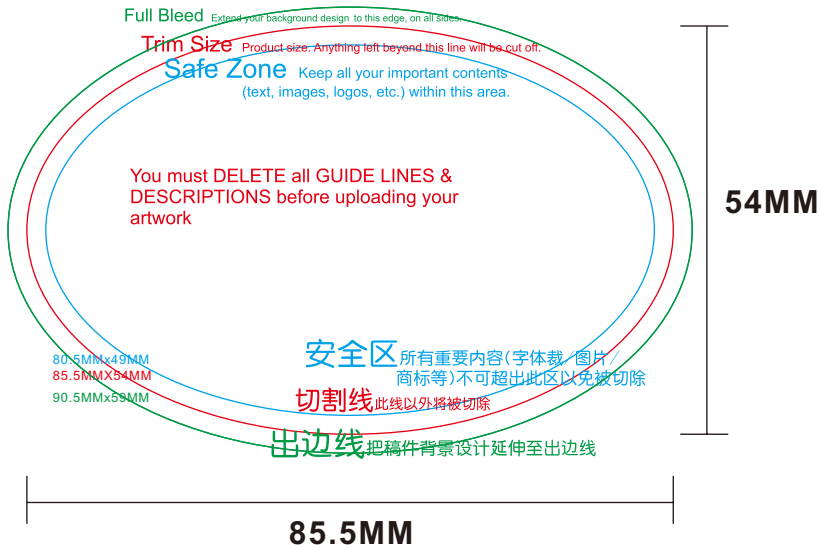 Full Bleed Extend your background design to this edge, on all sides.
Trim Size Product size. Anything left beyond this line will be cut off.
Safe Zone Keep all your important contents
(text, images, logos, etc.) within this area.
You must DELETE all GUIDE LINES &
DESCRIPTIONS before uploading your
artwork
54MM
安全区所有重要内容(字体裁/图片/
商标等)不可超出此区以免被切除
80.5MMx49MM
85.5MMX54MM
90.5MMx59MM
切割线此线以外将被切除
出边线把稿件背景设计延伸至出边线
85.5MM